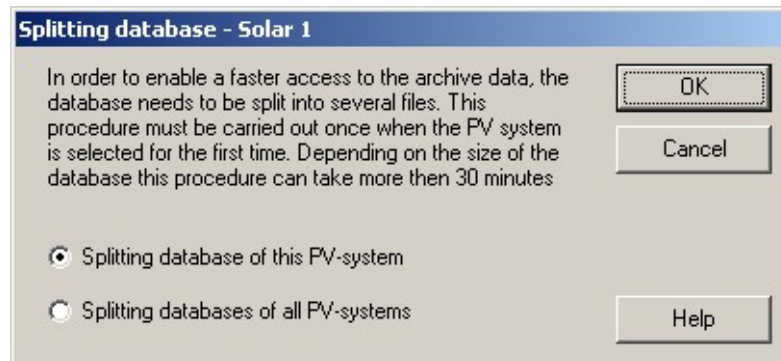 Splitting database - Solar 1
In order to enable a faster access to the archive data, the
database needs to be split into several files. This
procedure must be carried out once when the PV system
is selected for the first time. Depending on the size of the
database this procedure can take more then 30 minutes
OK
Cancel
Splitting database of this PV-system
Splitting databases of all PV-systems
Help